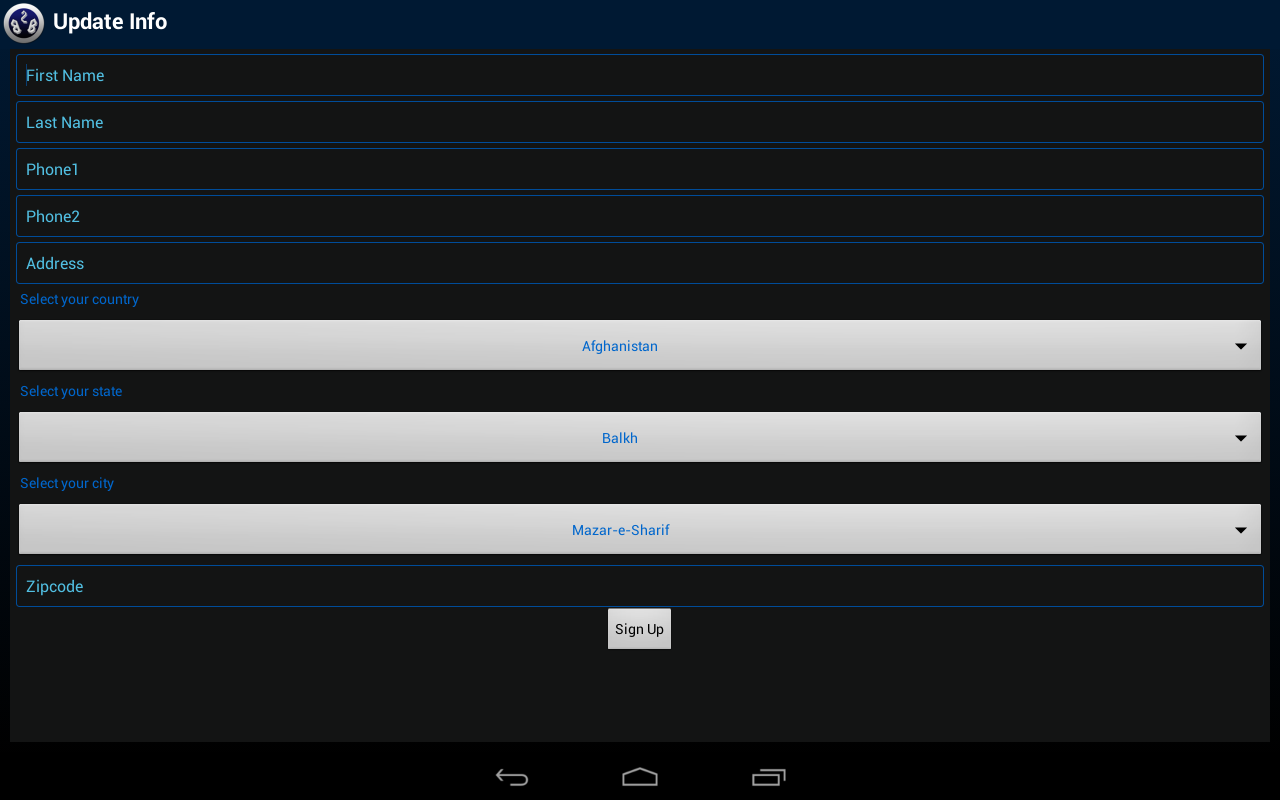 Update Info
First Name
Last Name
Phone1
Phone2
Address
Select your country
Afghanistan
Select your state
Balkh
Select your city
Mazar-e-Sharif
Zipcode
Sign Up